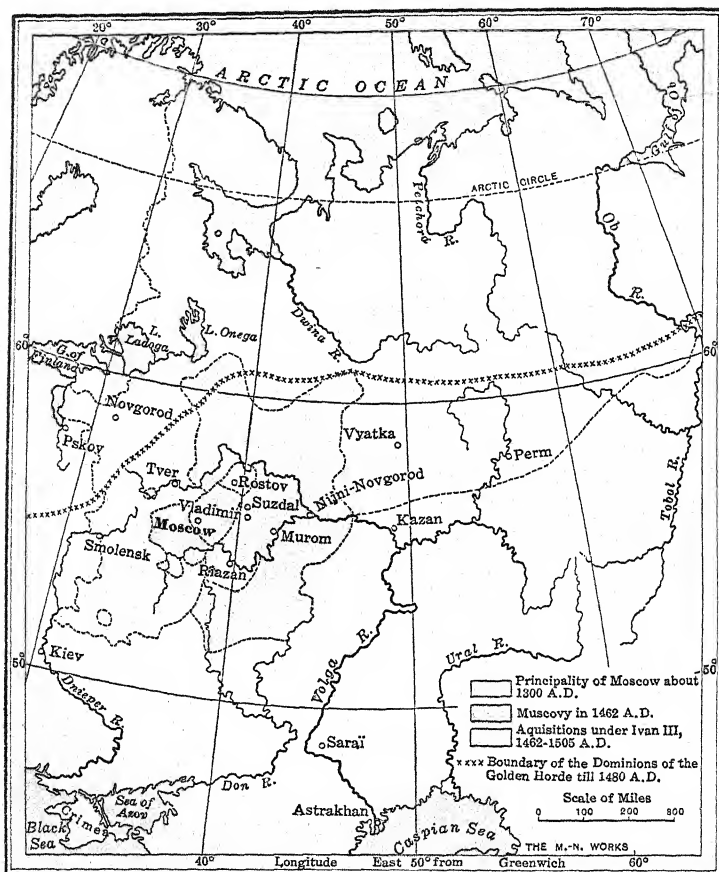 20° 30° 40° 50° 60° 70°
ARCTIC OCEAN
Gulf of Ob
ARCTIC CIRCLE
Petchord R.
Ob R.
Dwina R.
L. Onega
L. Ladoga
G. of Finland
60° 60°
Novgorod
Pskov
Vyatka
Perm
Tver
Rostov
Nijni-Novgorod
Suzdal
Vladimir
Moscow
Murom
Kazan
Tobol R.
Smolensk
Riazan
50° 50°
Kiev
Dnieper R.
Volga R.
Ural R.
Saraï
Don R.
Sea of Azov
Crimea
Black Sea
Astrakhan
Caspian Sea
Principality of Moscow about
1300 A.D.
Muscovy in 1462 A.D.
Aquisitions under Ivan III,
1462-1505 A.D.
xxxx Boundary of the Dominions of the
Golden Horde till 1480 A.D.
Scale of Miles
0 100 200 300
THE M.-N. WORKS
40° Longitude East 50° from Greenwich 60°